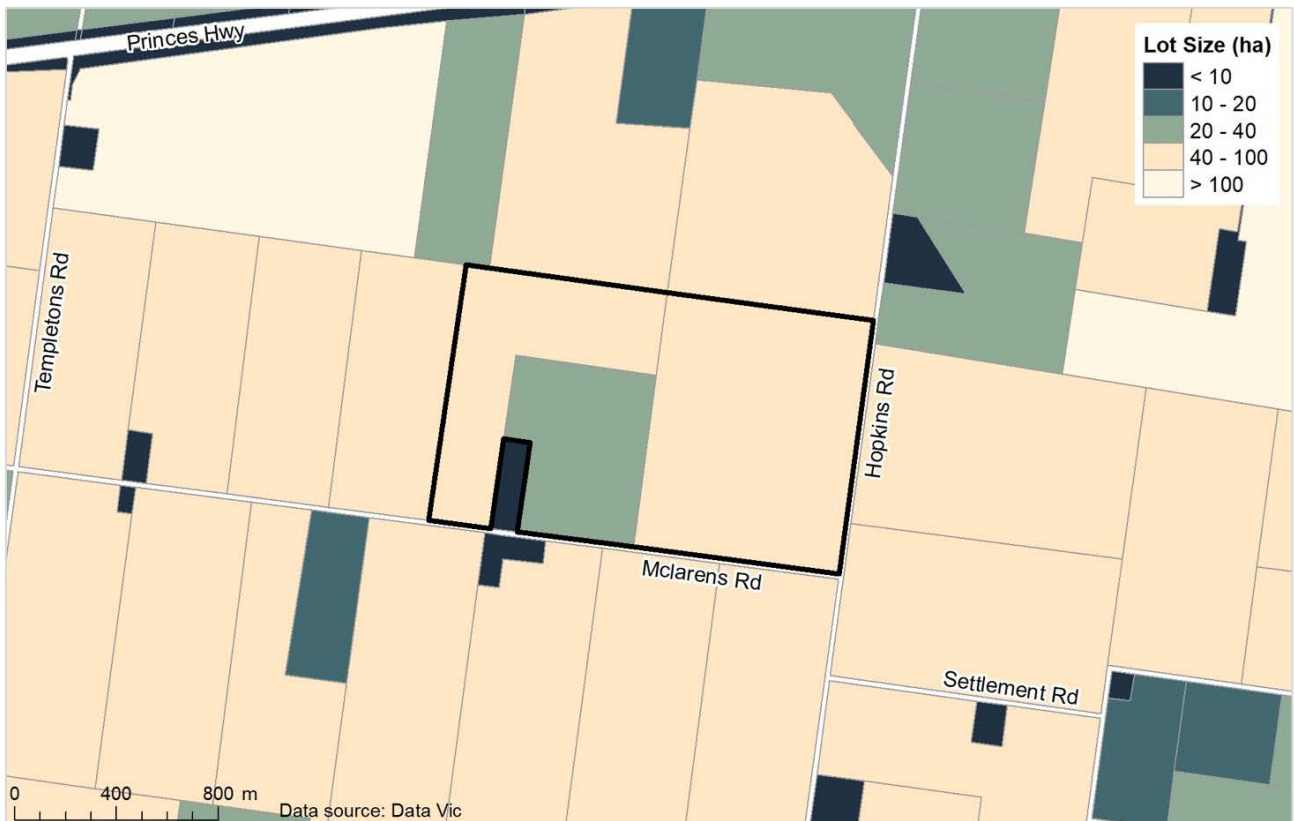 Princes Hwy
Lot Size (ha)
< 10
10 - 20
20 - 40
40 - 100
> 100
Templetons Rd
Hopkins Rd
Mclarens Rd
Settlement Rd
0 400 800 m
Data source: Data Vic